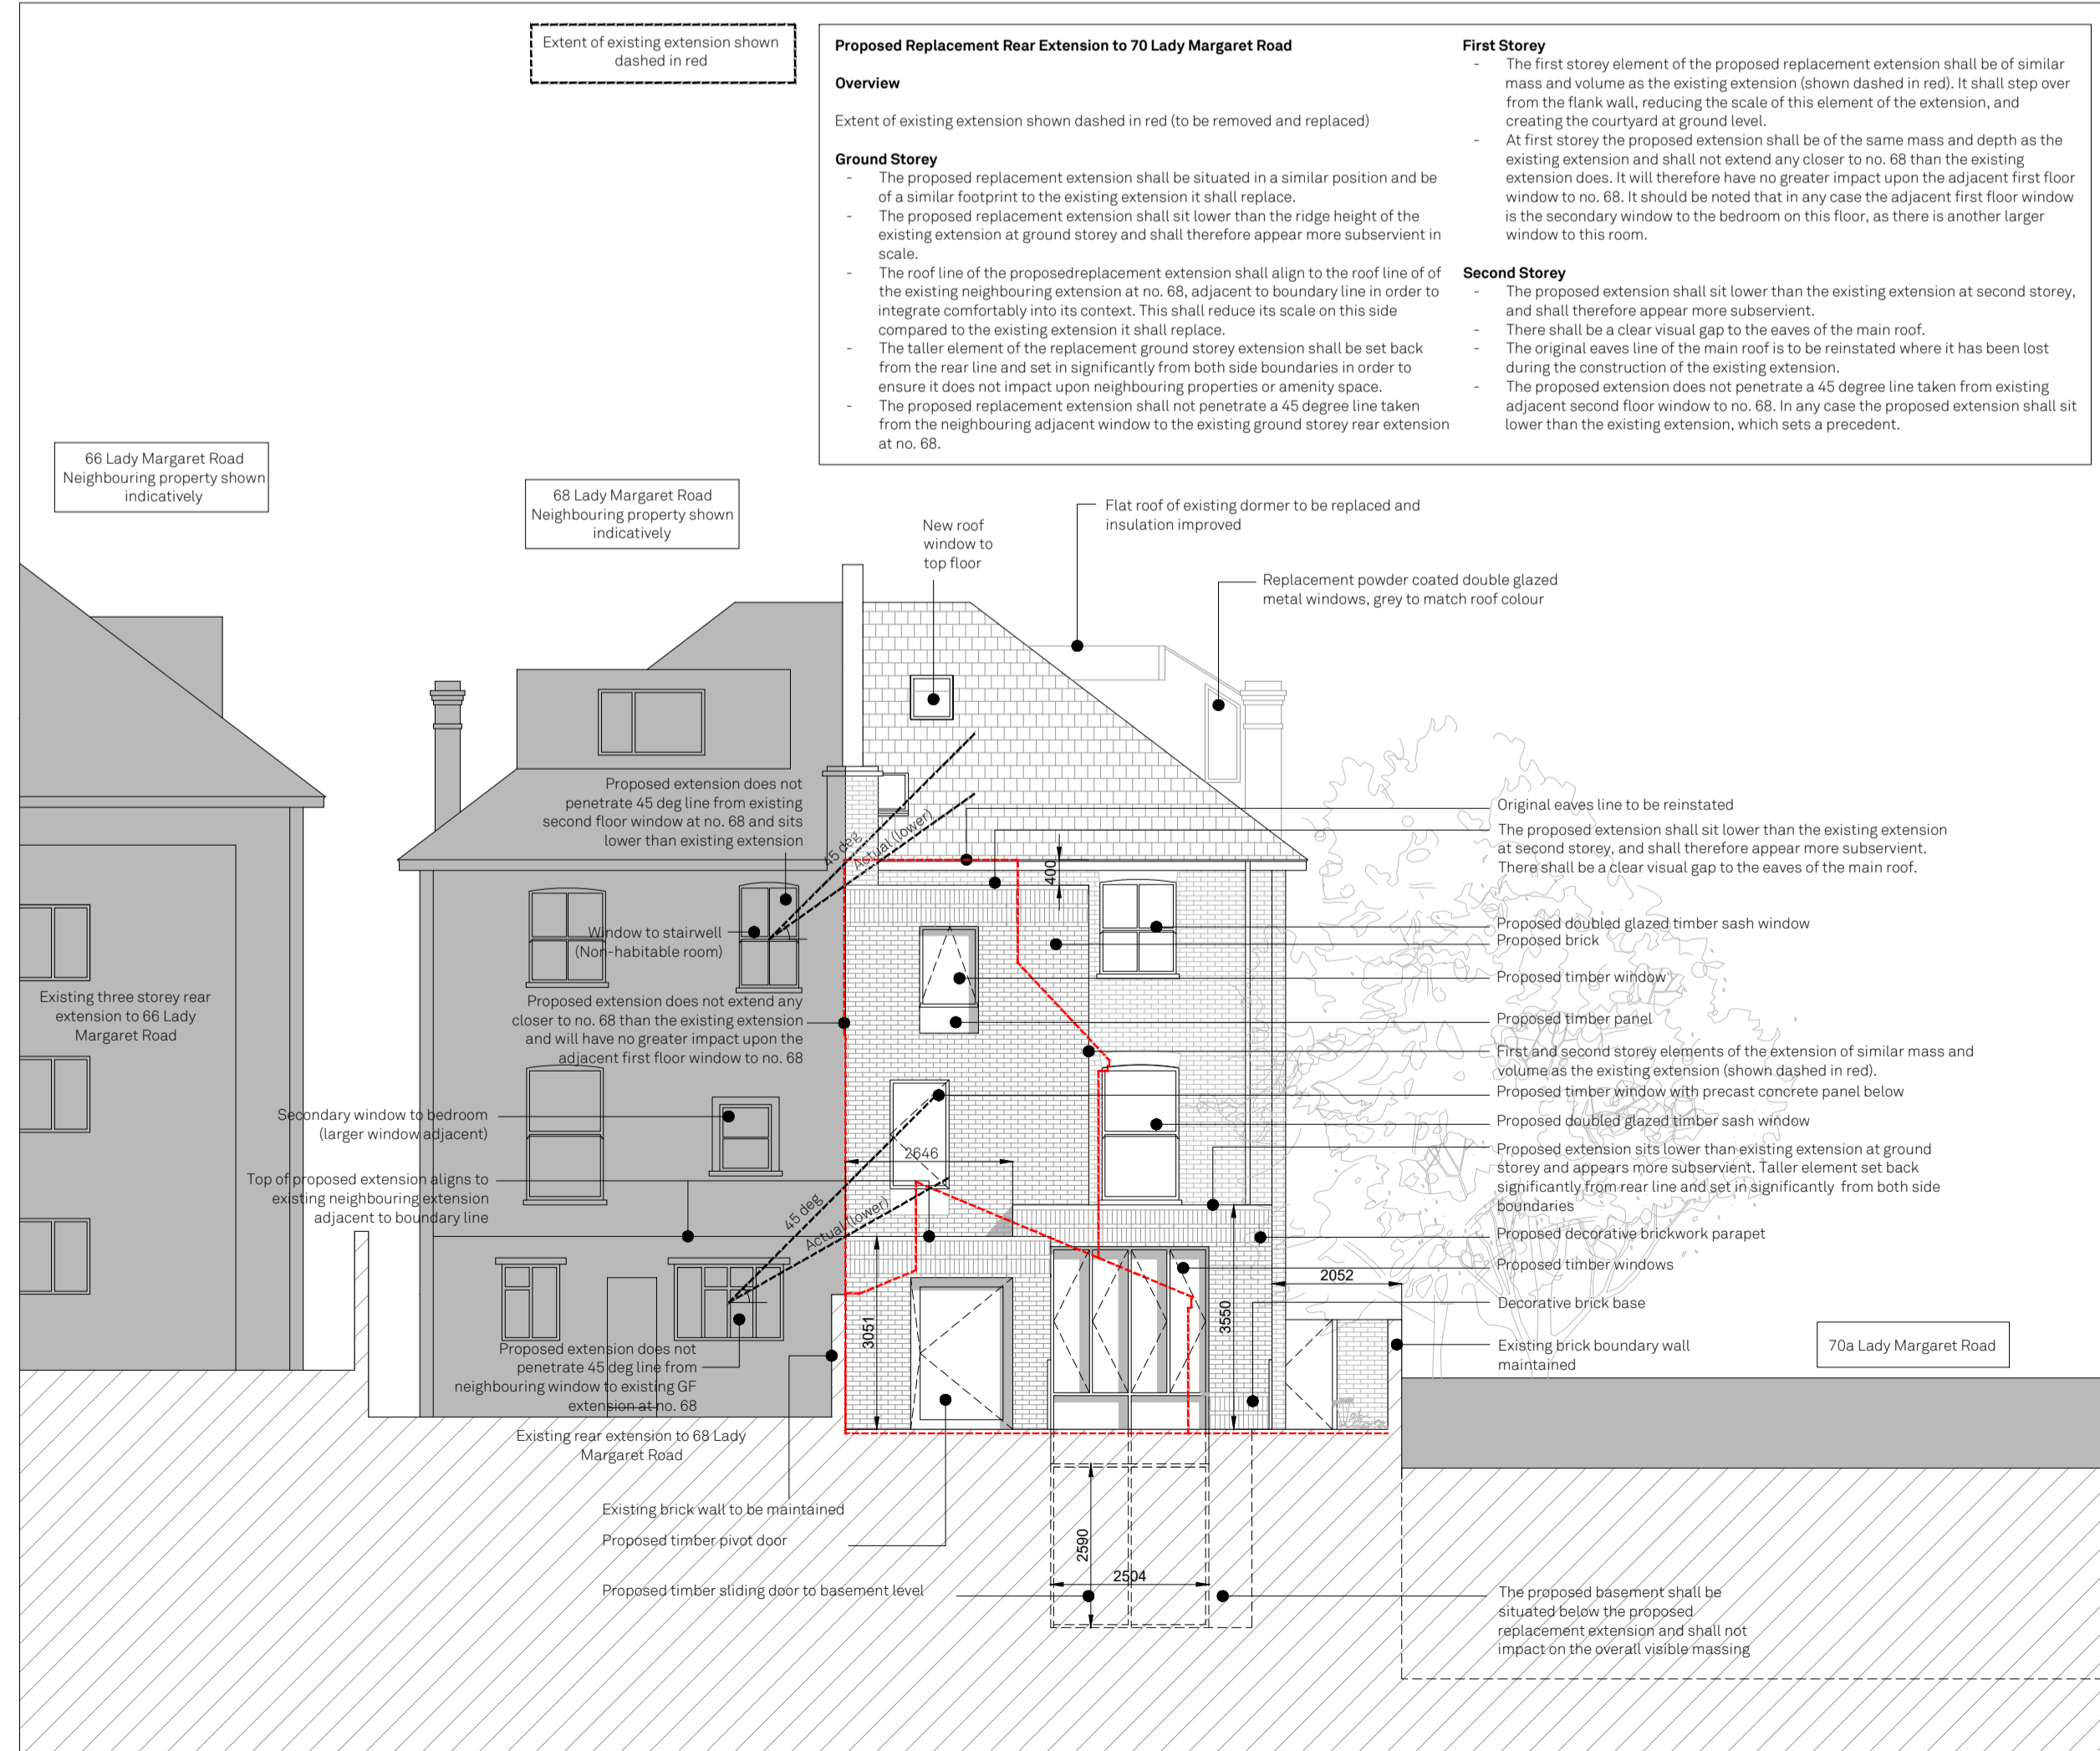 Extent of existing extension shown
dashed in red
Proposed Replacement Rear Extension to 70 Lady Margaret Road
Overview
Extent of existing extension shown dashed in red (to be removed and replaced)
Ground Storey
- The proposed replacement extension shall be situated in a similar position and be
of a similar footprint to the existing extension it shall replace.
- The proposed replacement extension shall sit lower than the ridge height of the
existing extension at ground storey and shall therefore appear more subservient in
scale.
- The roof line of the proposedreplacement extension shall align to the roof line of of
the existing neighbouring extension at no. 68, adjacent to boundary line in order to
integrate comfortably into its context. This shall reduce its scale on this side
compared to the existing extension it shall replace.
- The taller element of the replacement ground storey extension shall be set back
from the rear line and set in significantly from both side boundaries in order to
ensure it does not impact upon neighbouring properties or amenity space.
- The proposed replacement extension shall not penetrate a 45 degree line taken
from the neighbouring adjacent window to the existing ground storey rear extension
at no. 68.
First Storey
- The first storey element of the proposed replacement extension shall be of similar
mass and volume as the existing extension (shown dashed in red). It shall step over
from the flank wall, reducing the scale of this element of the extension, and
creating the courtyard at ground level.
- At first storey the proposed extension shall be of the same mass and depth as the
existing extension and shall not extend any closer to no. 68 than the existing
extension does. It will therefore have no greater impact upon the adjacent first floor
window to no. 68. It should be noted that in any case the adjacent first floor window
is the secondary window to the bedroom on this floor, as there is another larger
window to this room.
Second Storey
- The proposed extension shall sit lower than the existing extension at second storey,
and shall therefore appear more subservient.
- There shall be a clear visual gap to the eaves of the main roof.
- The original eaves line of the main roof is to be reinstated where it has been lost
during the construction of the existing extension.
- The proposed extension does not penetrate a 45 degree line taken from existing
adjacent second floor window to no. 68. In any case the proposed extension shall sit
lower than the existing extension, which sets a precedent.
66 Lady Margaret Road
Neighbouring property shown
indicatively
68 Lady Margaret Road
Neighbouring property shown
indicatively
New roof
window to
top floor
Flat roof of existing dormer to be replaced and
insulation improved
Replacement powder coated double glazed
metal windows, grey to match roof colour
Proposed extension does not
penetrate 45 deg line from existing
second floor window at no. 68 and sits
lower than existing extension
45 deg
Actual (lower)
400
Original eaves line to be reinstated
The proposed extension shall sit lower than the existing extension
at second storey, and shall therefore appear more subservient.
There shall be a clear visual gap to the eaves of the main roof.
Window to stairwell
(Non-habitable room)
Proposed doubled glazed timber sash window
Proposed brick
Proposed timber window
Proposed timber panel
Existing three storey rear
extension to 66 Lady
Margaret Road
Proposed extension does not extend any
closer to no. 68 than the existing extension
and will have no greater impact upon the
adjacent first floor window to no. 68
First and second storey elements of the extension of similar mass and
volume as the existing extension (shown dashed in red).
Proposed timber window with precast concrete panel below
Proposed doubled glazed timber sash window
Secondary window to bedroom
(larger window adjacent)
2646
Proposed extension sits lower than existing extension at ground
storey and appears more subservient. Taller element set back
significantly from rear line and set in significantly from both side
boundaries
Top of proposed extension aligns to
existing neighbouring extension
adjacent to boundary line
45 deg
Actual (lower)
Proposed decorative brickwork parapet
Proposed timber windows
2052
3051
3550
Decorative brick base
Existing brick boundary wall
maintained
70a Lady Margaret Road
Proposed extension does not
penetrate 45 deg line from
neighbouring window to existing GF
extension at no. 68
Existing rear extension to 68 Lady
Margaret Road
Existing brick wall to be maintained
Proposed timber pivot door
2590
2504
Proposed timber sliding door to basement level
The proposed basement shall be
situated below the proposed
replacement extension and shall not
impact on the overall visible massing